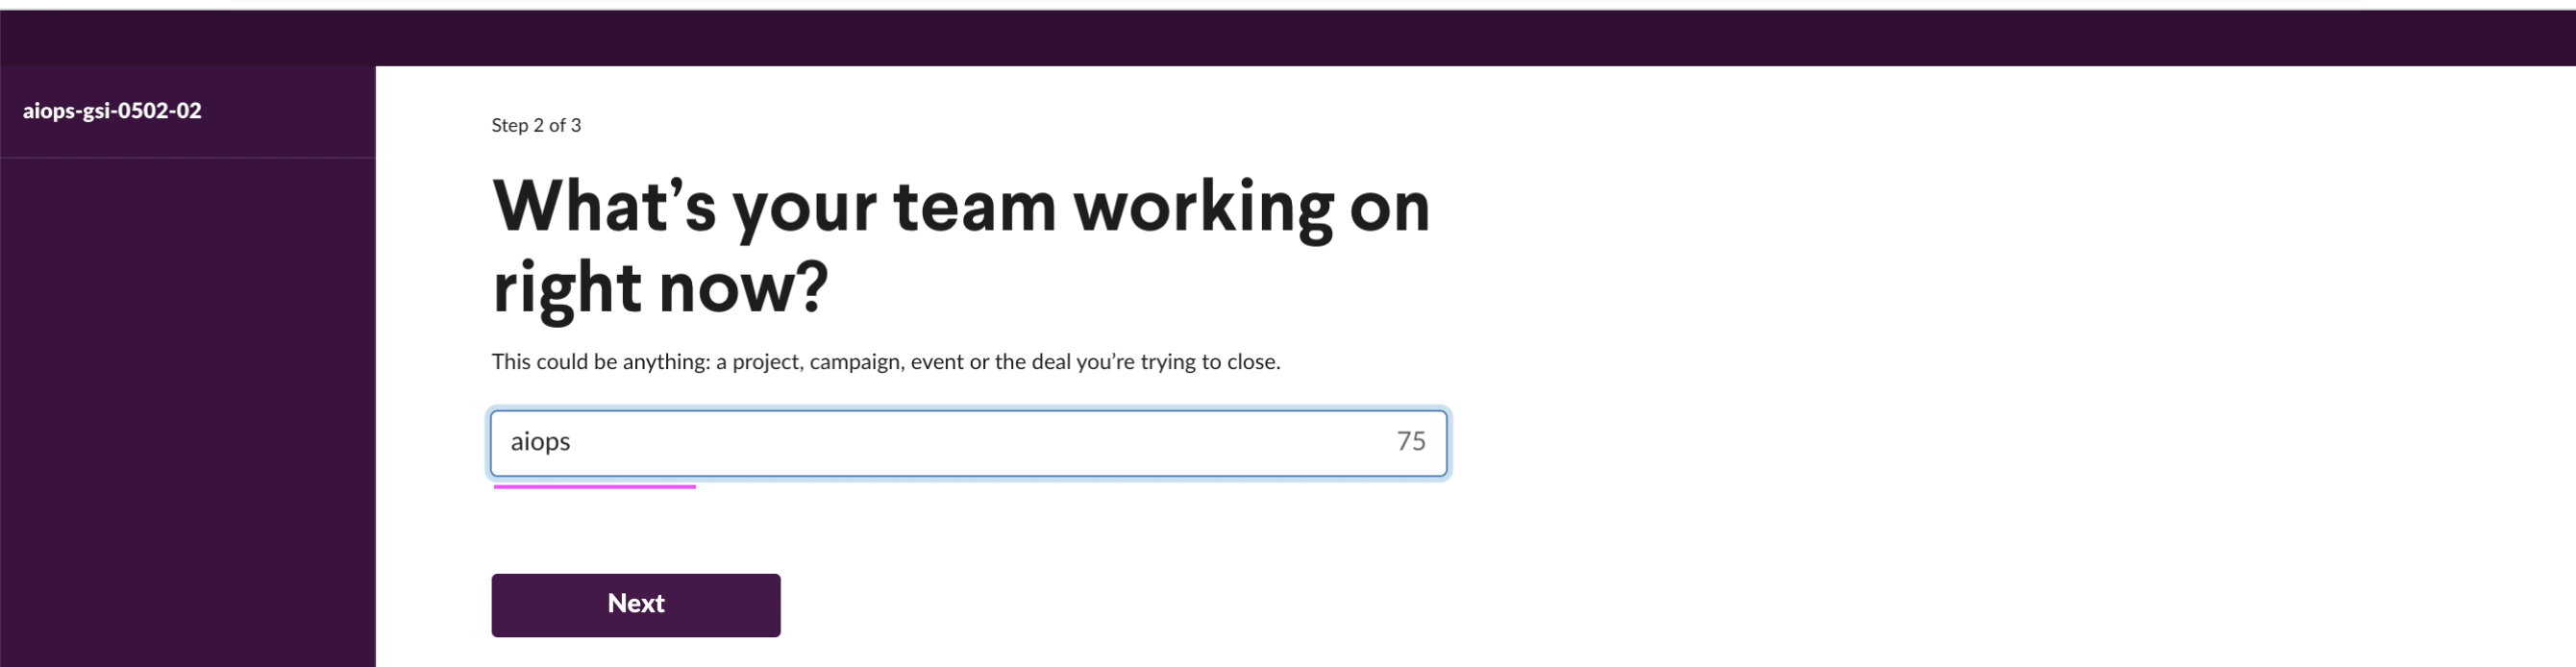 aiops-gsi-0502-02
Step 2 of 3
What’s your team working on
right now?
This could be anything: a project, campaign, event or the deal you’re trying to close.
aiops 75
Next